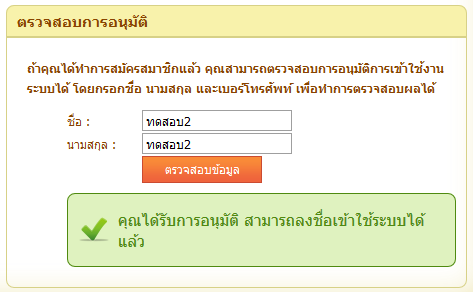 ตรวจสอบการอนุมัติ
ถ้าคุณได้ทำการสมัครสมาชิกแล้ว คุณสามารถตรวจสอบการอนุมัติการเข้าใช้งาน
ระบบได้ โดยกรอกชื่อ นามสกุล และเบอร์โทรศัพท์ เพื่อทำการตรวจสอบผลได้
ชื่อ : ทดสอบ2
นามสกุล : ทดสอบ2
ตรวจสอบข้อมูล
คุณได้รับการอนุมัติ สามารถลงชื่อเข้าใช้ระบบได้
แล้ว